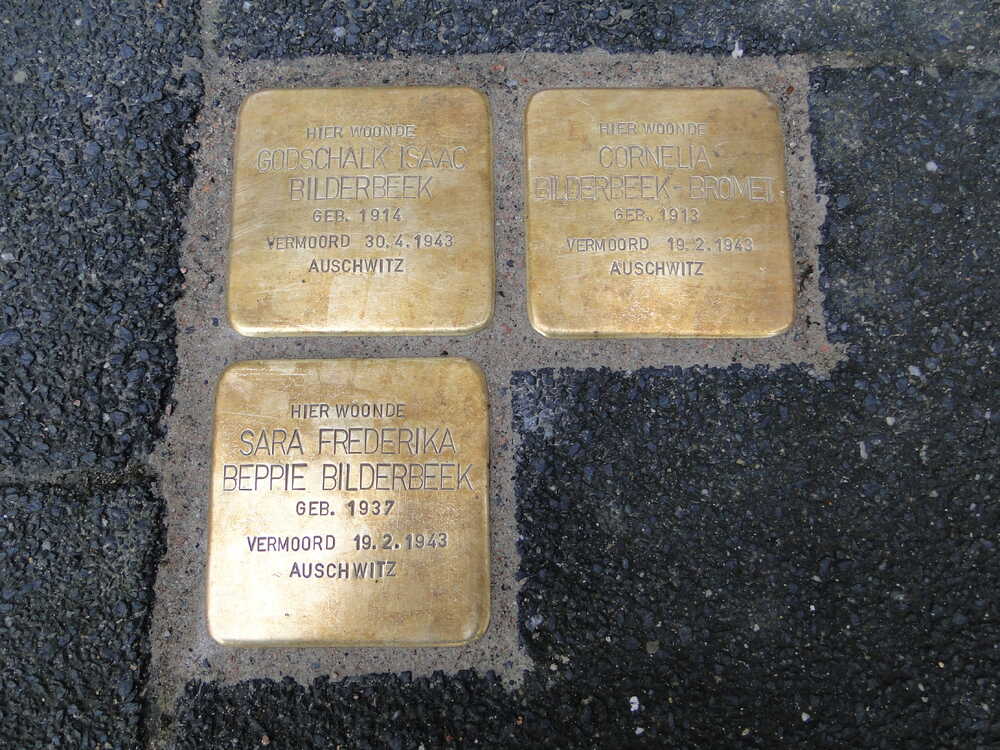 HIER WOONDE
GODSCHALK ISAAC
BILDERBEEK
GEB. 1914
VERMOORD 30.4.1943
AUSCHWITZ
HIER WOONDE
CORNELIA
BILDERBEEK-BROMET
GEB. 1913
VERMOORD 19.2.1943
AUSCHWITZ
HIER WOONDE
SARA FREDERIKA
BEPPIE BILDERBEEK
GEB. 1937
VERMOORD 19.2.1943
AUSCHWITZ